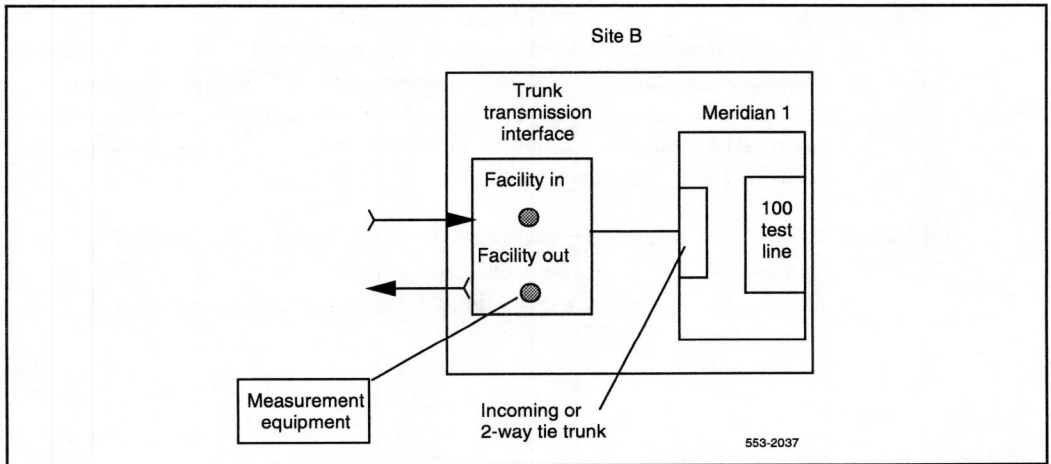 Site B
Trunk
transmission
interface
Meridian 1
Facility in
100
test
line
Facility out
Measurement
equipment
Incoming or
2-way tie trunk
553-2037